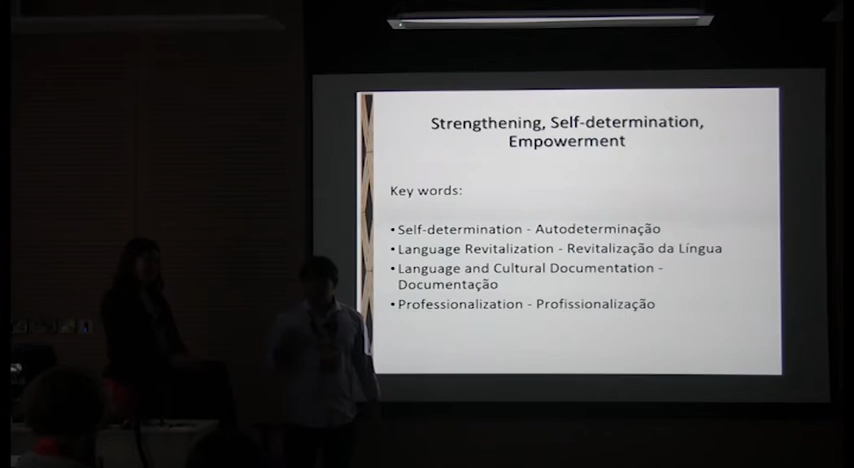 Strengthening, Self-determination,
Empowerment
Key words:
•Self-determination - Autodeterminação
•Language Revitalization - Revitalização da Língua
•Language and Cultural Documentation -
Documentação
•Professionalization - Profissionalização